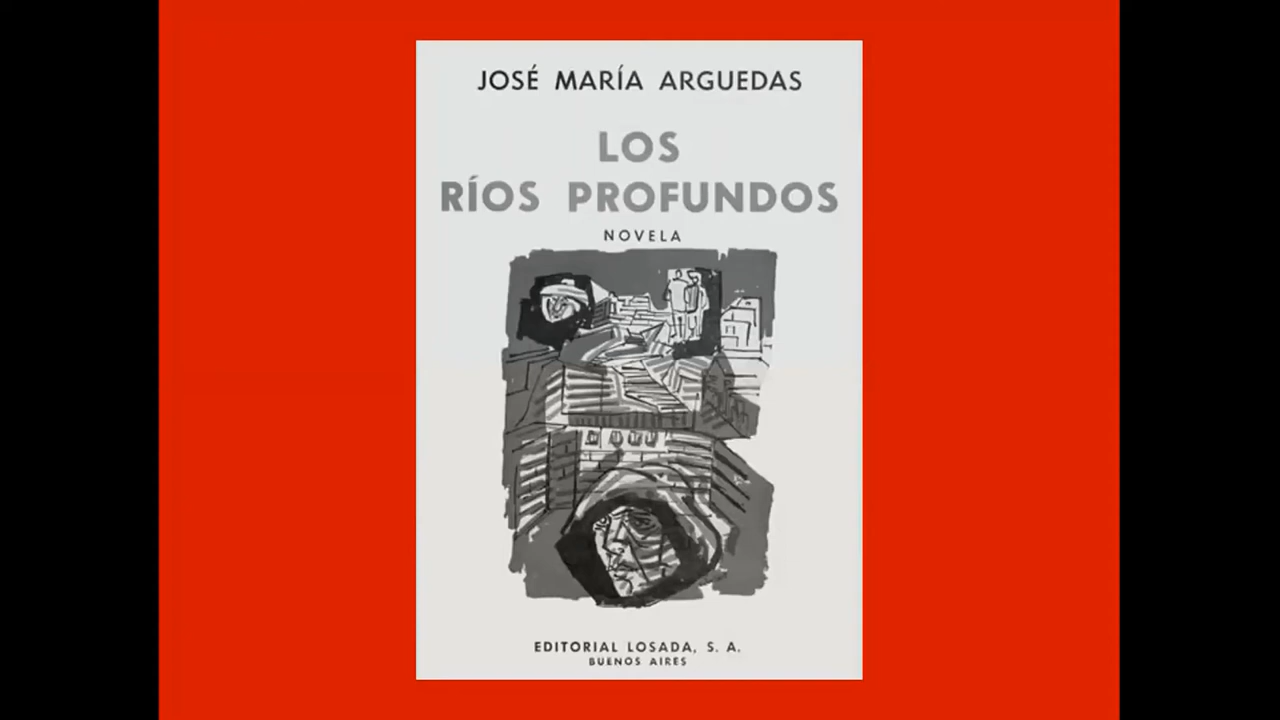 JOSÉ MARÍA ARGUEDAS
LOS
RÍOS PROFUNDOS
NOVELA
EDITORIAL LOSADA, S. A.
BUENOS AIRES